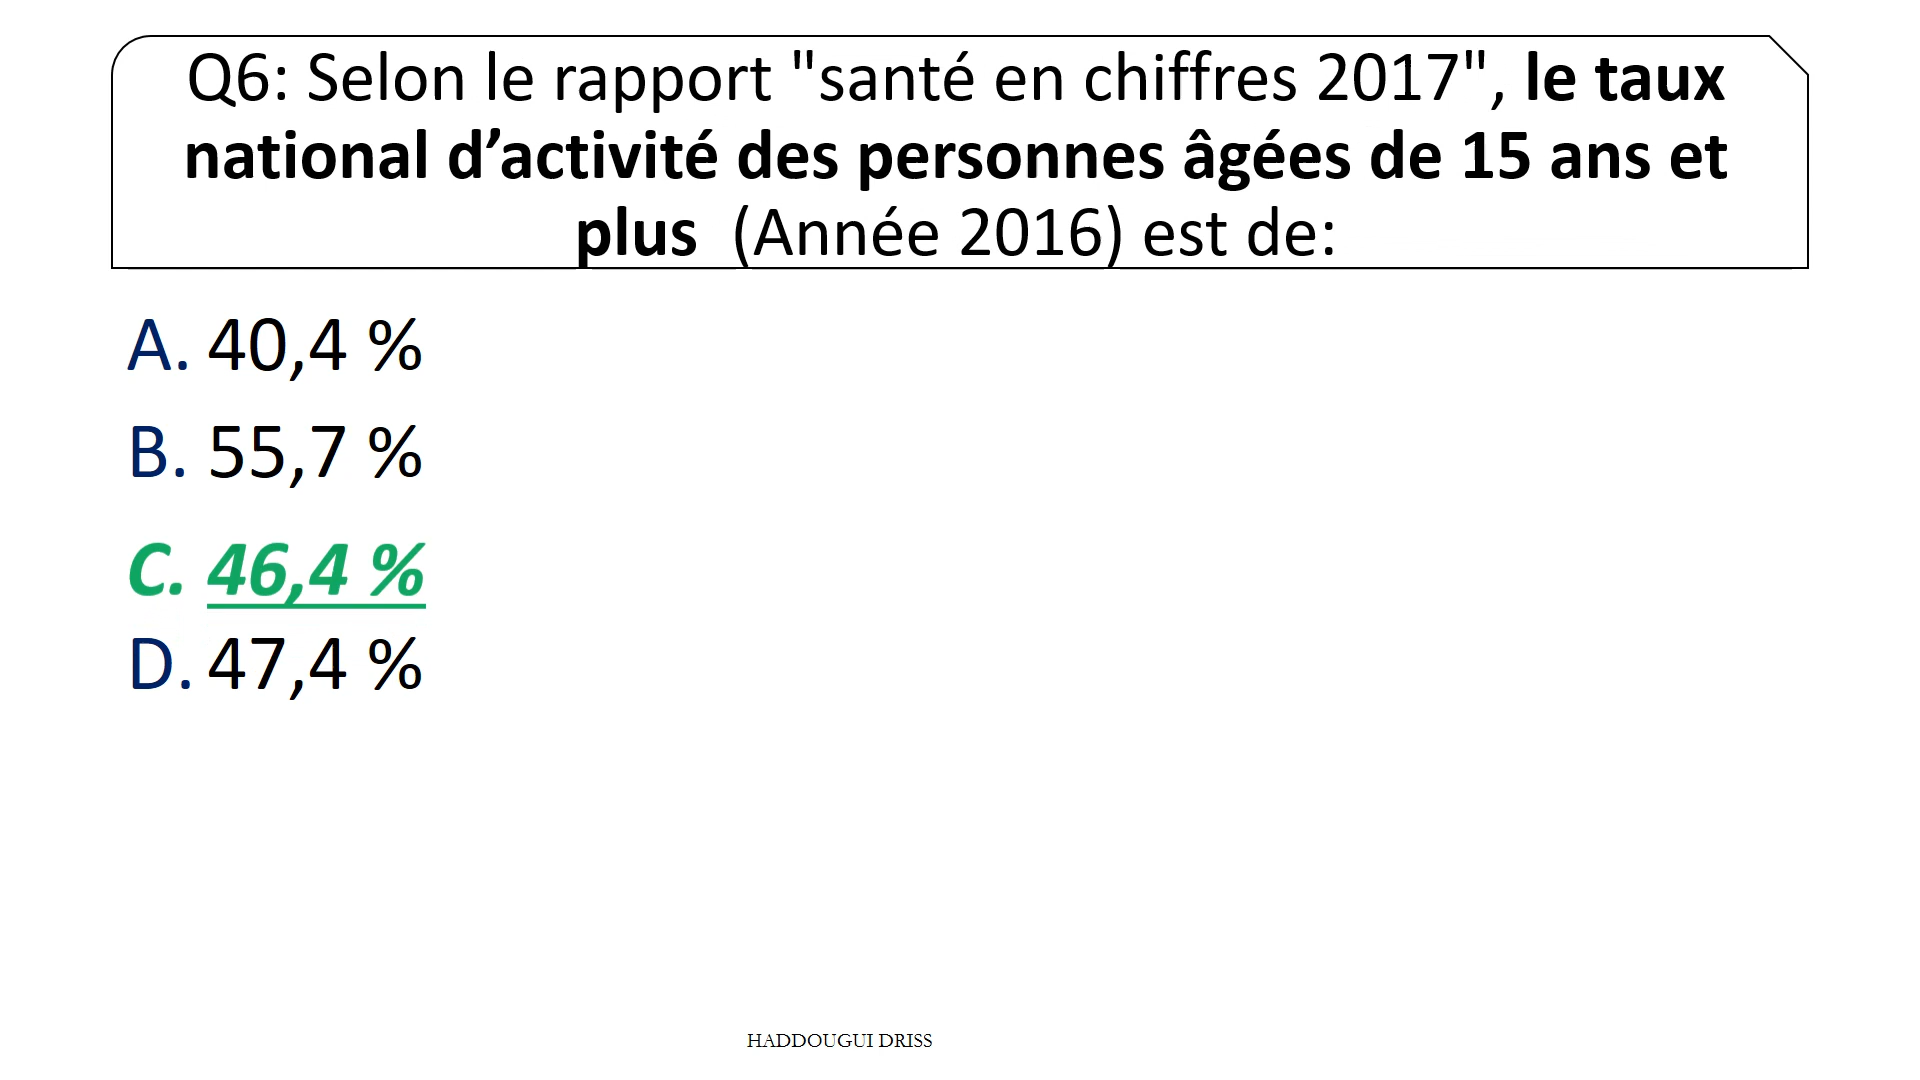 Q6: Selon le rapport "santé en chiffres 2017", le taux
national d’activité des personnes âgées de 15 ans et
plus (Année 2016) est de:
A. 40,4 %
B. 55,7 %
C. 46,4 %
D. 47,4 %
HADDOUGUI DRISS